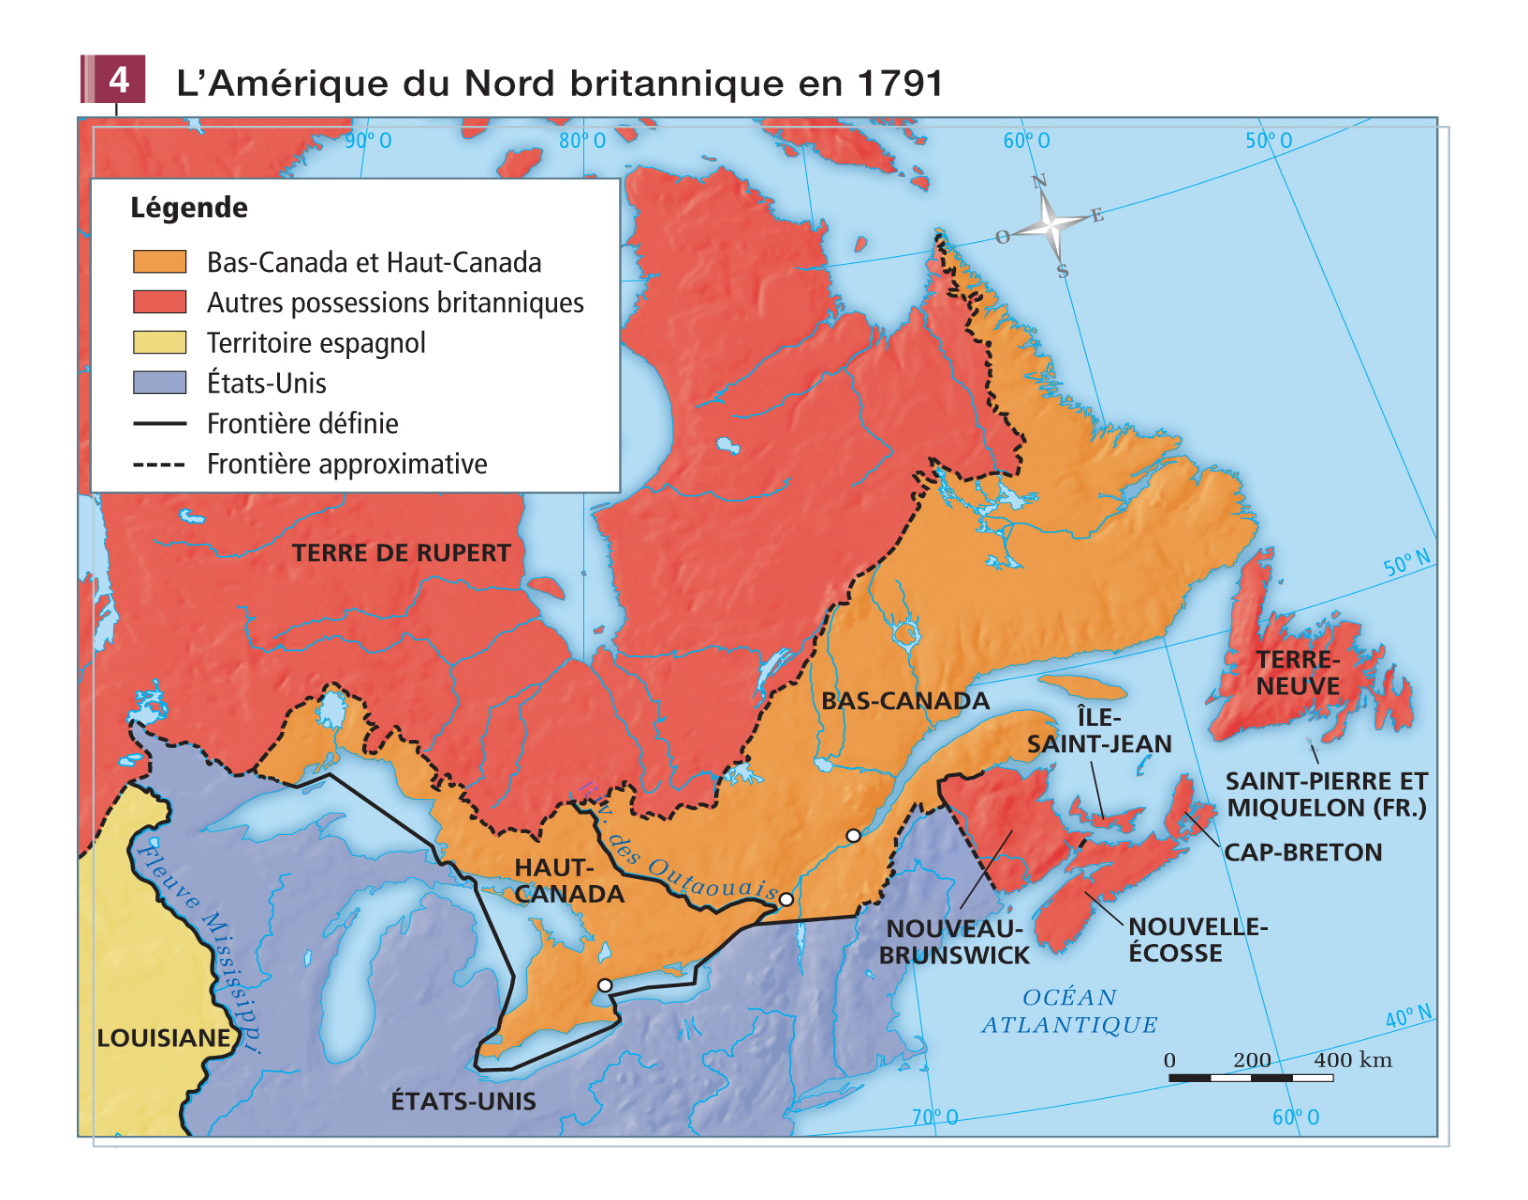 4
L’Amérique du Nord britannique en 1791
90° O
80° O
60° O
50° O
Légende
Bas-Canada et Haut-Canada
Autres possessions britanniques
Territoire espagnol
États-Unis
Frontière définie
Frontière approximative
N
E
O
S
50° N
TERRE DE RUPERT
TERRE-
NEUVE
BAS-CANADA
ÎLE-
SAINT-JEAN
SAINT-PIERRE ET
MIQUELON (FR.)
CAP-BRETON
Riv. des Outaouais
HAUT-
CANADA
Fleuve Mississippi
NOUVEAU-
BRUNSWICK
NOUVELLE-
ÉCOSSE
OCÉAN
ATLANTIQUE
40° N
LOUISIANE
0 200 400 km
ÉTATS-UNIS
70° O
60° O